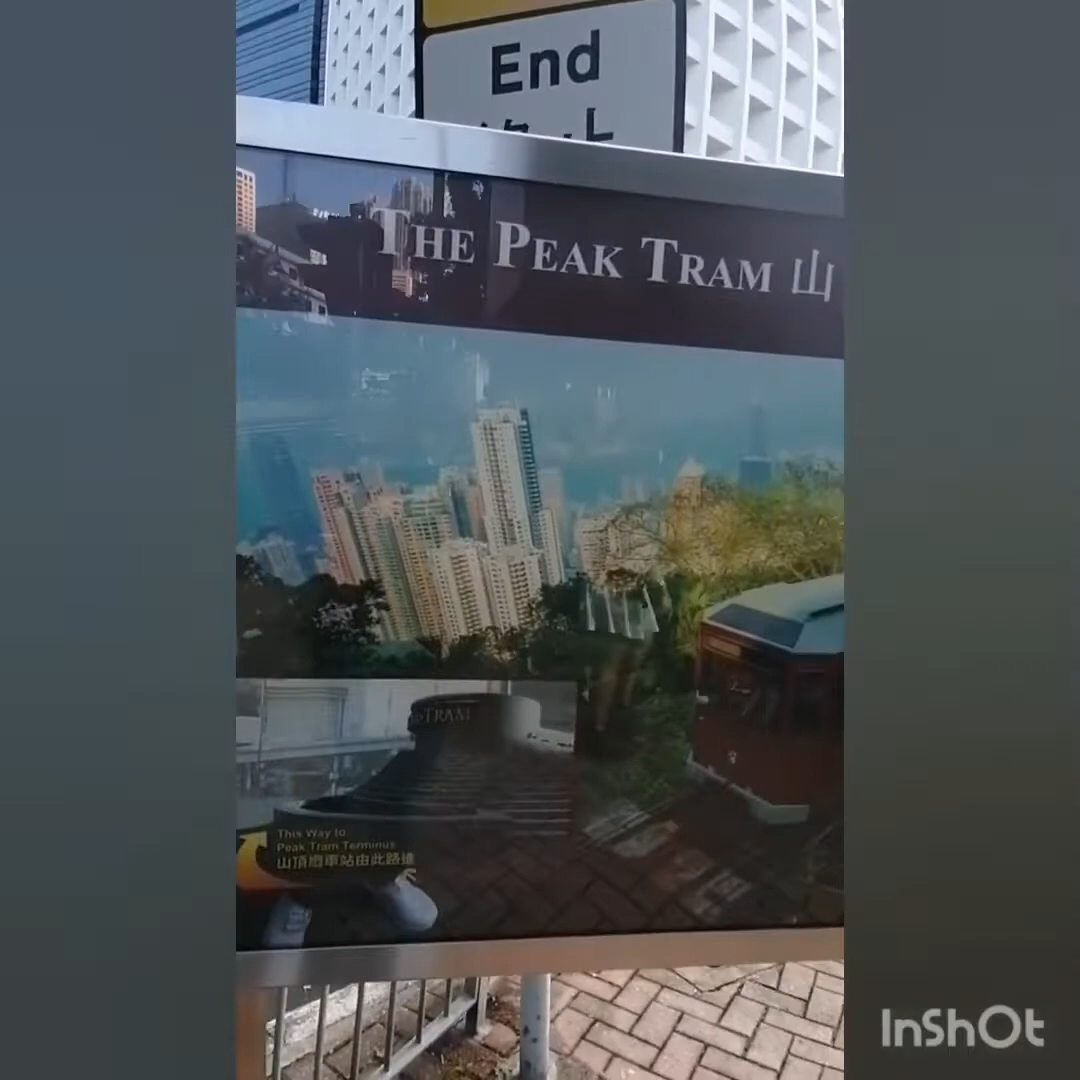 End
THE PEAK TRAM 山
TRAM
This Way to
Peak Tram Terminus
山頂纜車站由此路進
InShOt